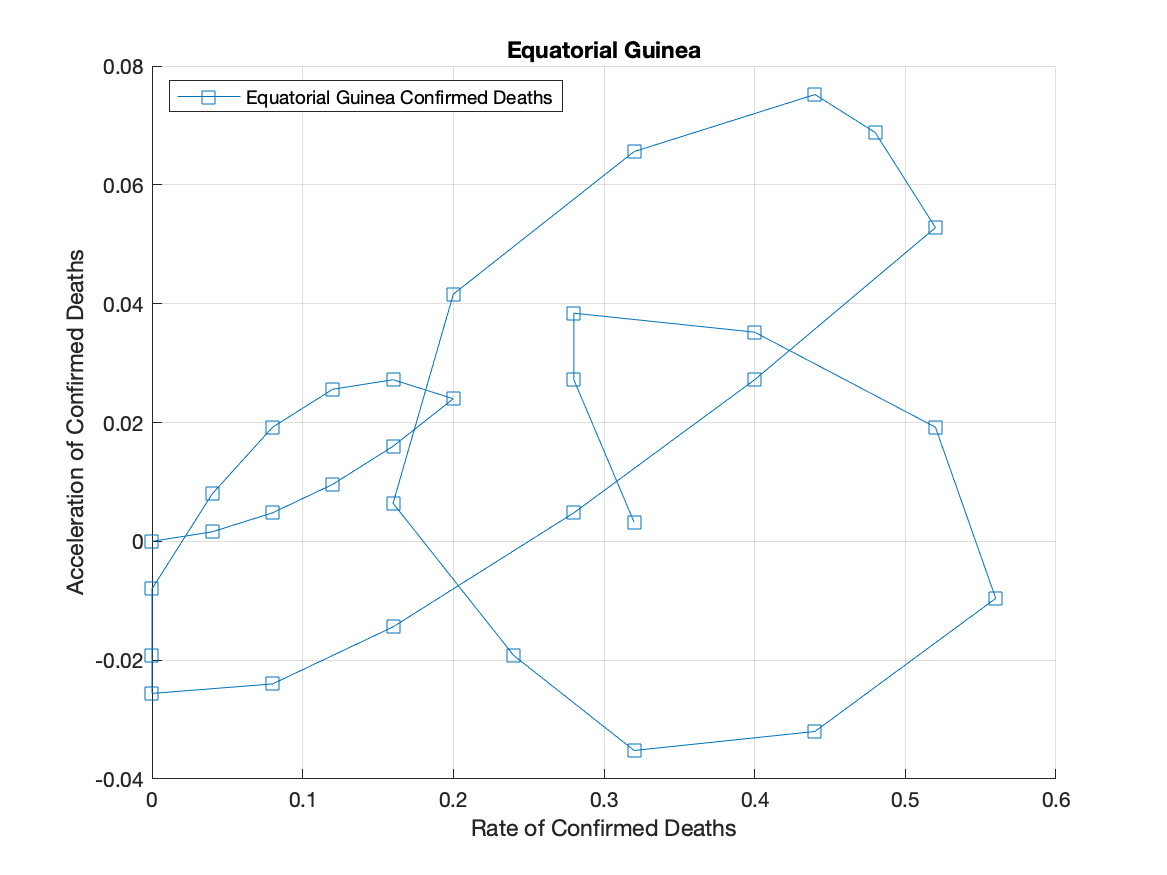 Equatorial Guinea
0.08
Equatorial Guinea Confirmed Deaths
0.06
0.04
0.02
0
-0.02
-0.04
Acceleration of Confirmed Deaths
0 0.1 0.2 0.3 0.4 0.5 0.6
Rate of Confirmed Deaths